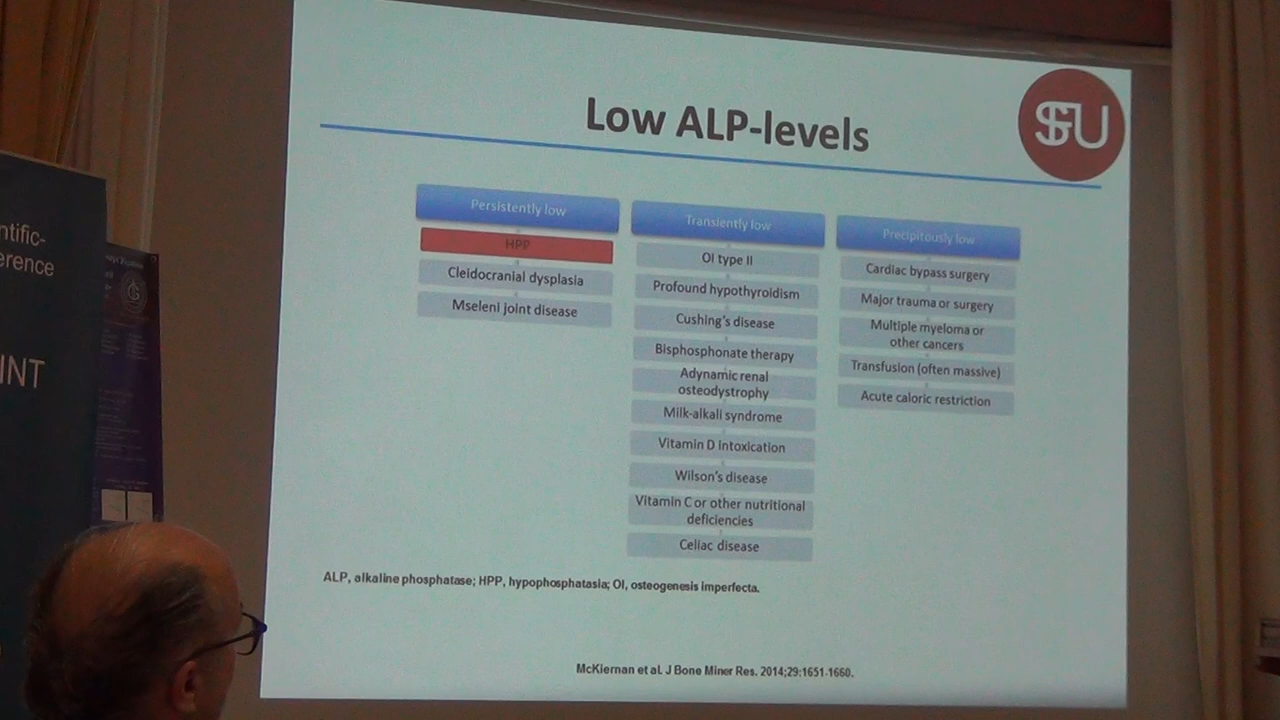 Low ALP-levels
SFU
Persistently low
HPP
Cleidocranial dysplasia
Mseleni joint disease
Transiently low
OI type II
Profound hypothyroidism
Cushing's disease
Bisphosphonate therapy
Adynamic renal
osteodystrophy
Milk-alkali syndrome
Vitamin D intoxication
Wilson's disease
Vitamin C or other nutritional
deficiencies
Celiac disease
Precipitously low
Cardiac bypass surgery
Major trauma or surgery
Multiple myeloma or
other cancers
Transfusion (often massive)
Acute caloric restriction
ALP, alkaline phosphatase; HPP, hypophosphatasia; OI, osteogenesis imperfecta.
McKiernan et al. J Bone Miner Res. 2014;29:1651-1660.
ntific-
erence
INT